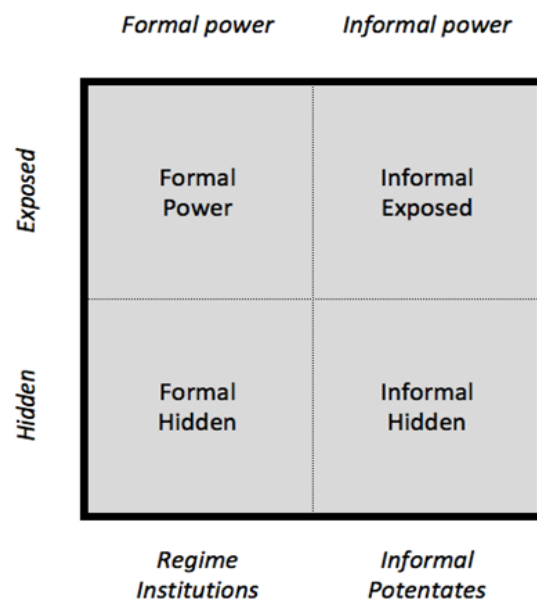 Formal power Informal power
Exposed
Formal Informal
Power Exposed
Hidden
Formal Informal
Hidden Hidden
Regime Informal
Institutions Potentates